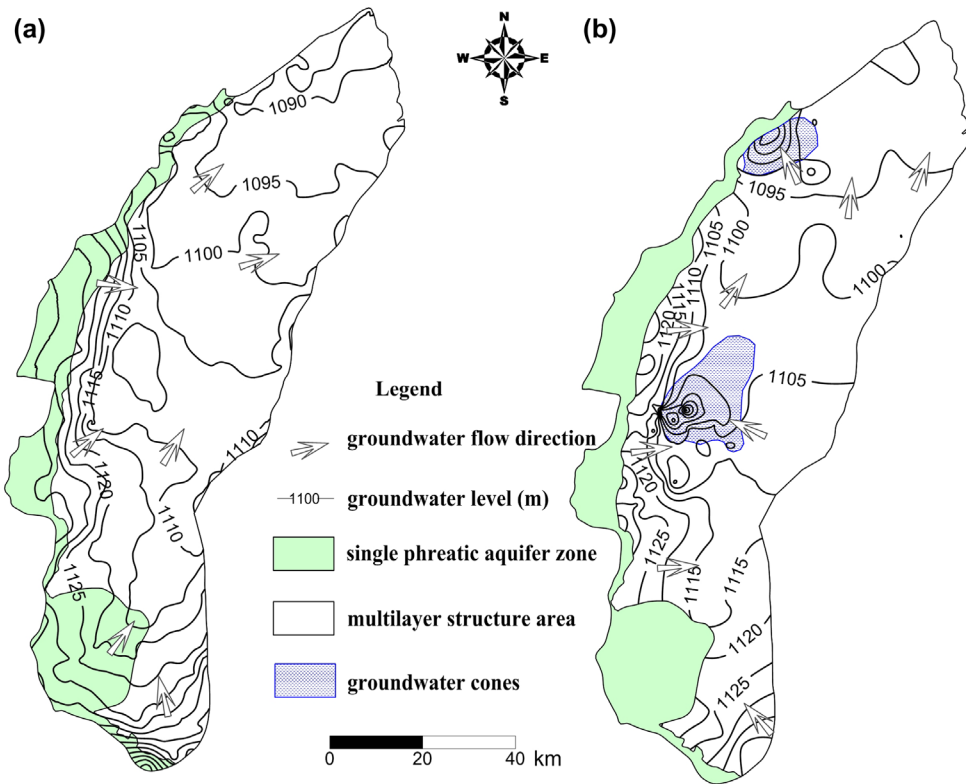 (a)
(b)
N
W
E
S
1090
1095
1100
1105
1110
1115
1120
1110
1110
1125
1095
1105
1100
1110
1115
1120
1100
1105
1120
1125
1115
1115
1120
1125
Legend
groundwater flow direction
1100
groundwater level (m)
single phreatic aquifer zone
multilayer structure area
groundwater cones
0
20
40
km